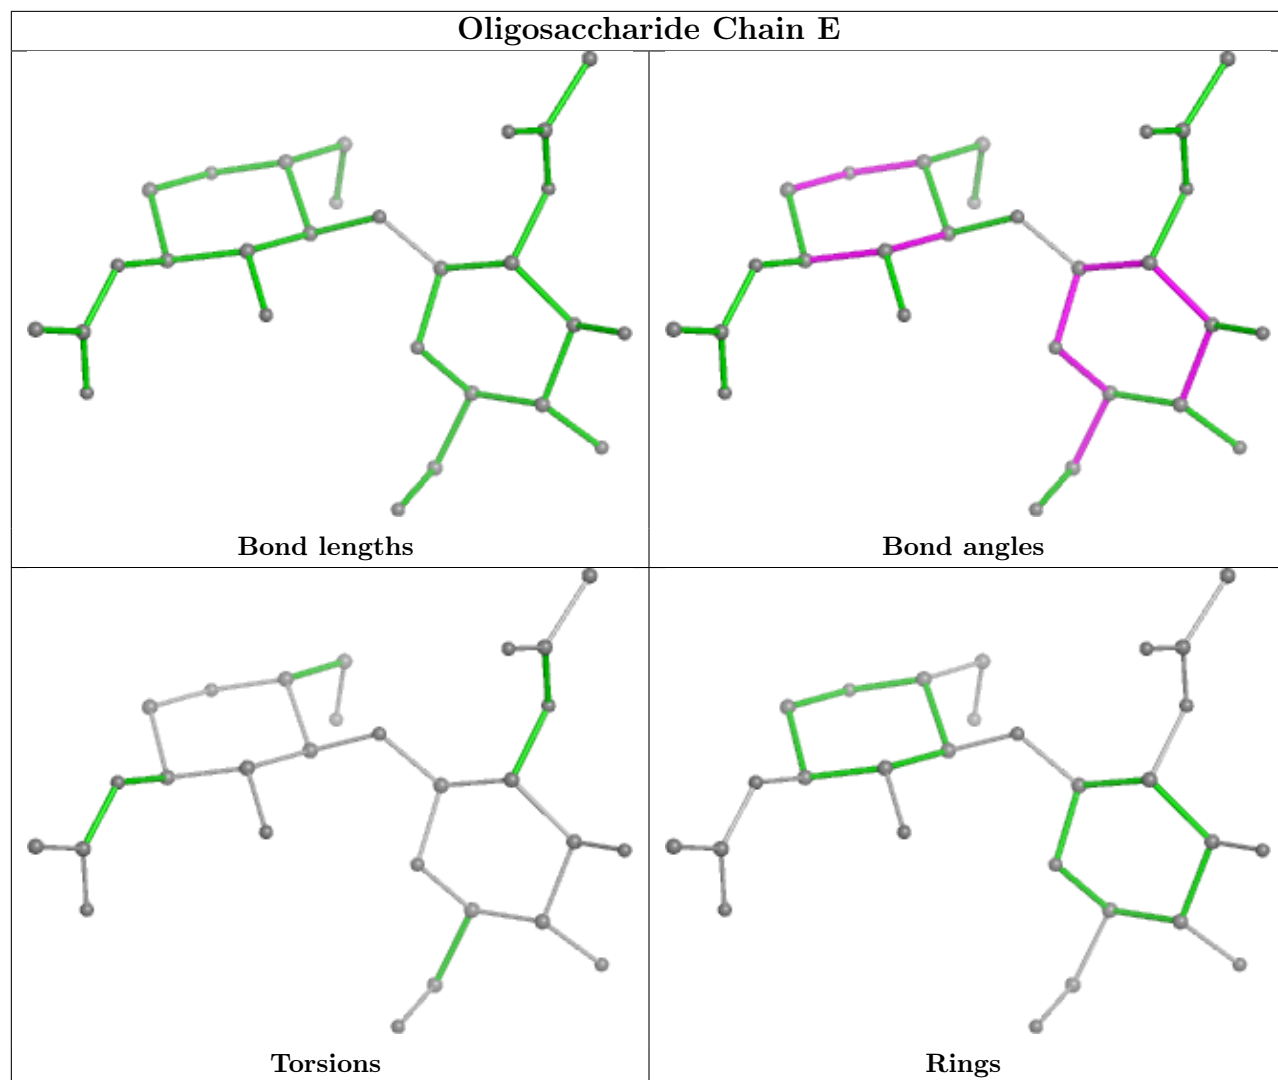 Oligosaccharide Chain E
Bond lengths
Bond angles
Torsions
Rings